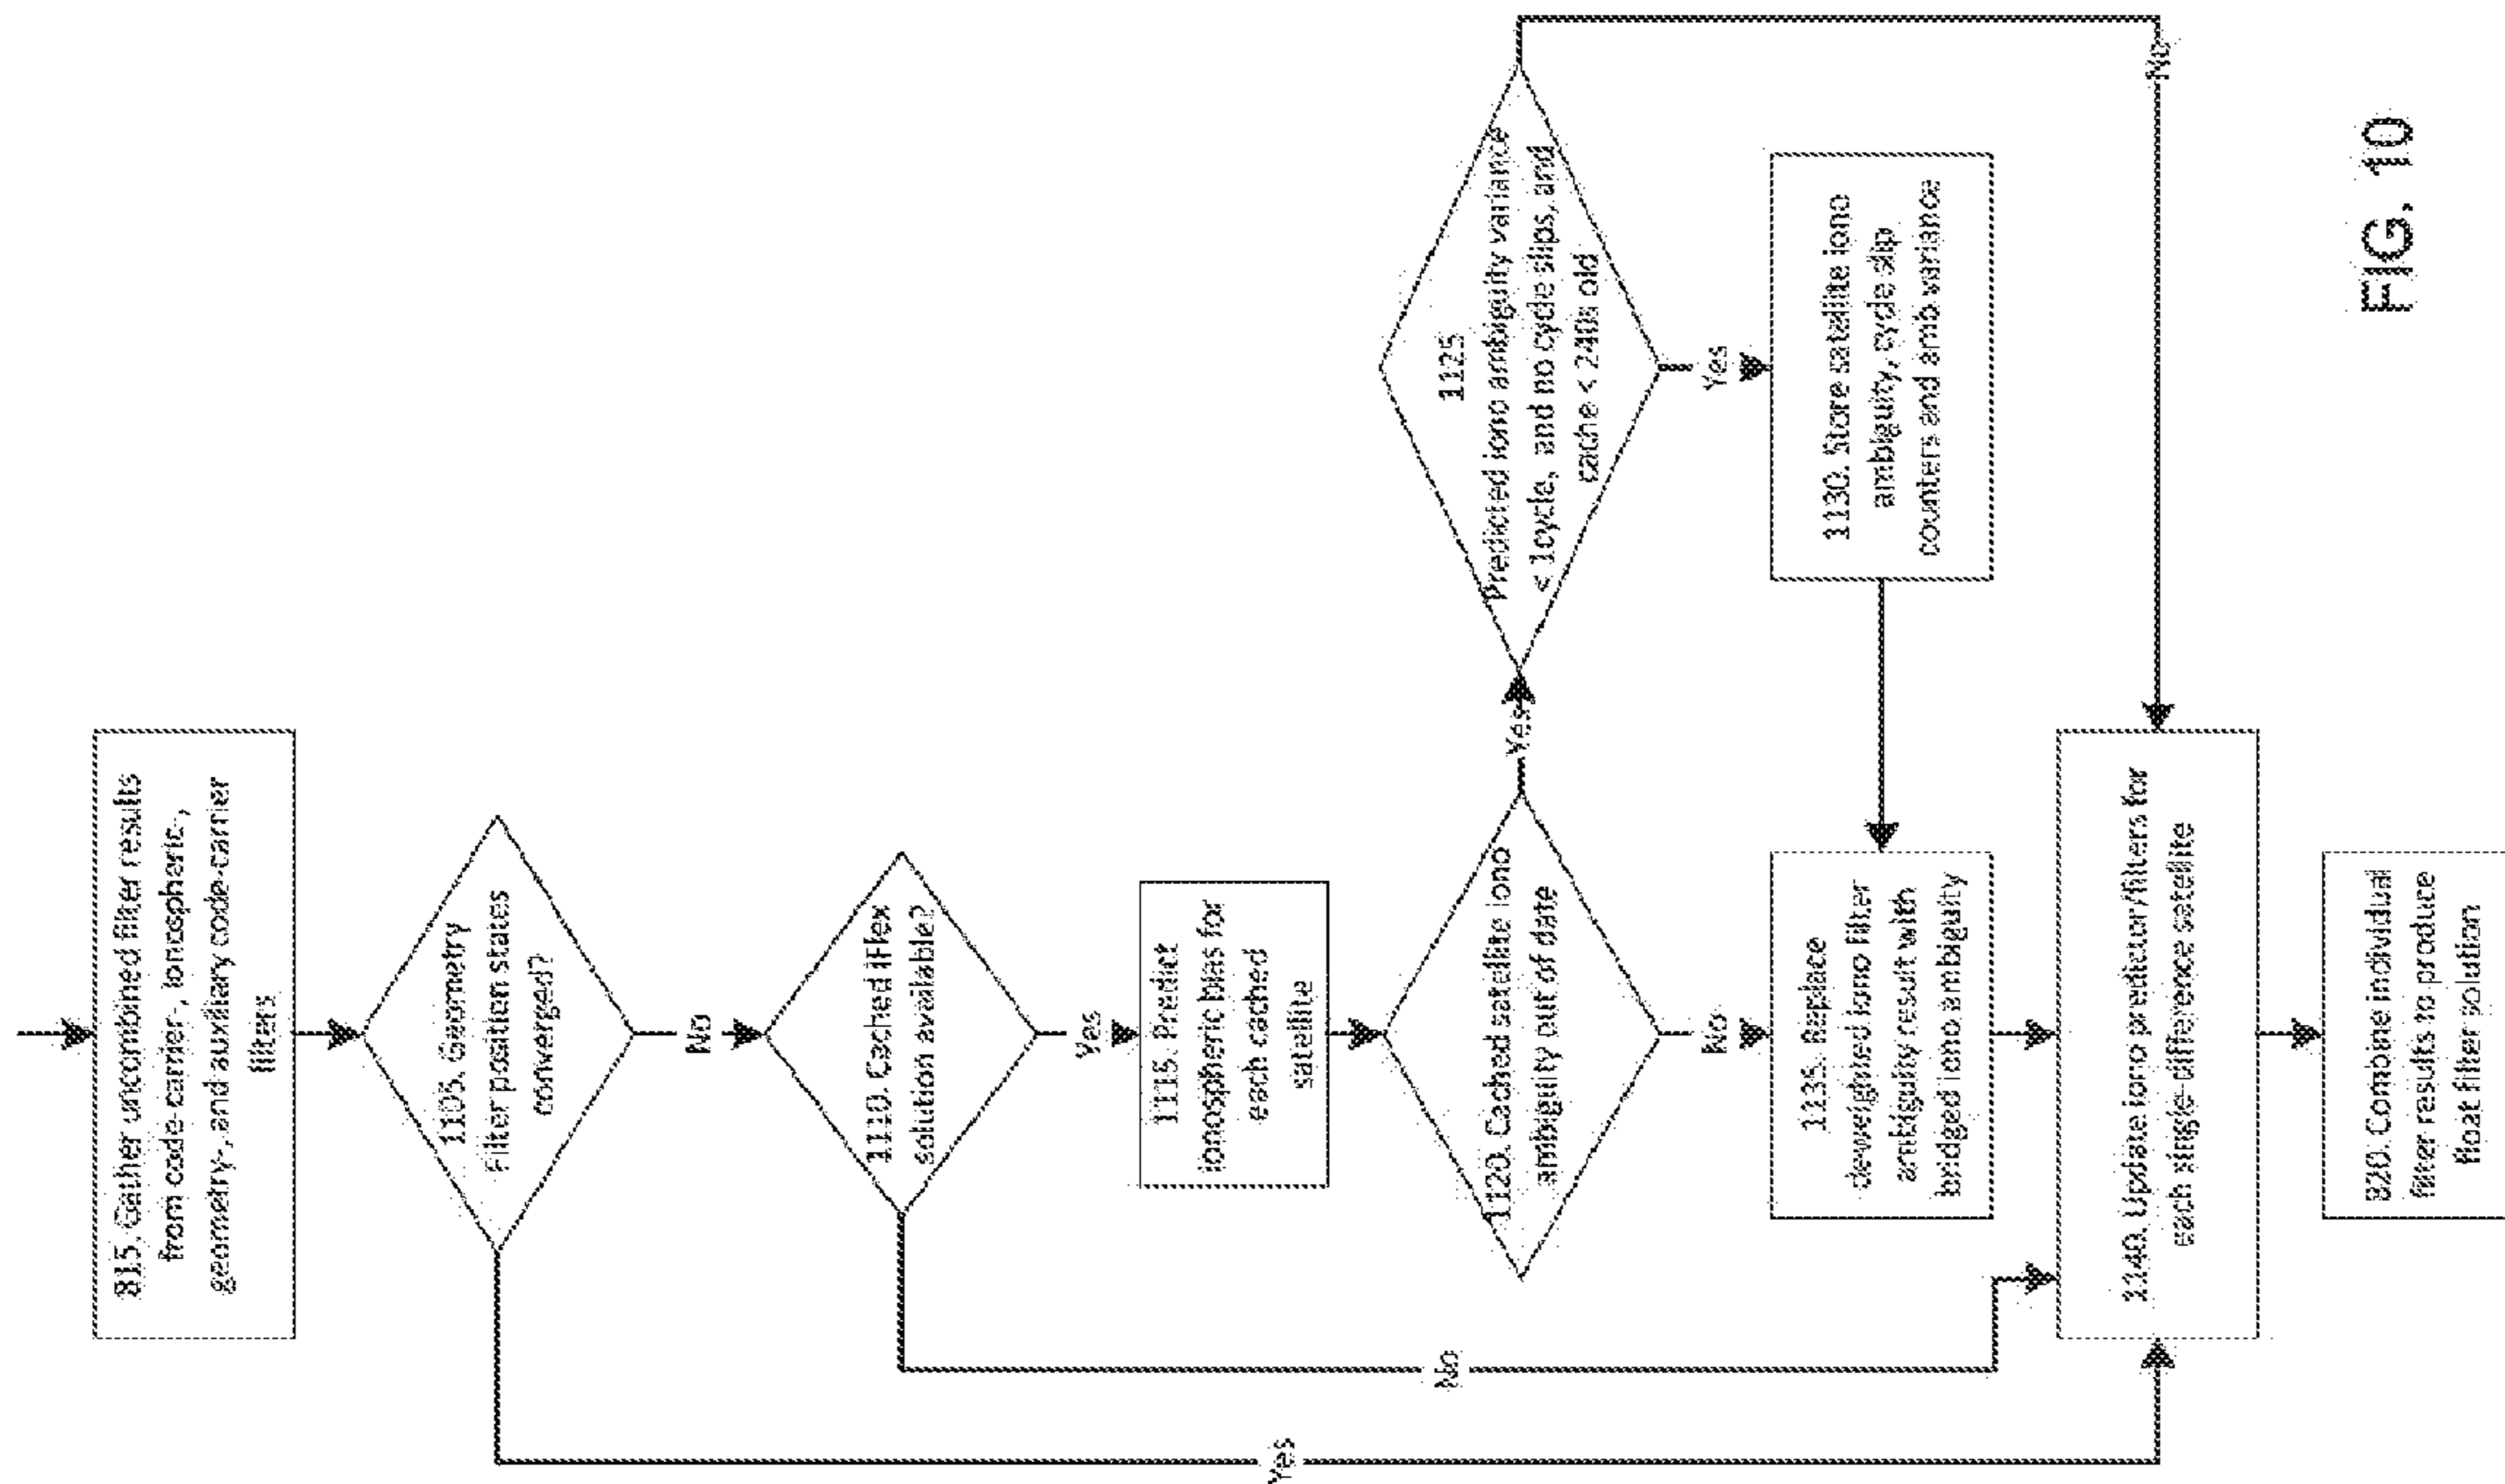 815. Gather uncombined filter results
from code-carrier-, ionospheric-,
geometry-, and auxiliary code-carrier
filters
1105. Geometry
Filter position states
converged?
Yes
No
1110. Cached iFlex
solution available?
No
Yes
1115. Predict
ionospheric bias for
each cached
satellite
1120. Cached satellite iono
ambiguity out of date
Yes
No
1125
Predicted iono ambiguity variance
< 1cycle, and no cycle slips, and
cache < 240s old
No
Yes
1130. Store satellite iono
ambiguity, cycle slip
counters and amb variance
1135. Replace
deweighted iono filter
ambiguity result with
bridged iono ambiguity
1140. Update iono predictor/filters for
each single-difference satellite
820. Combine individual
filter results to produce
float filter solution
FIG. 10